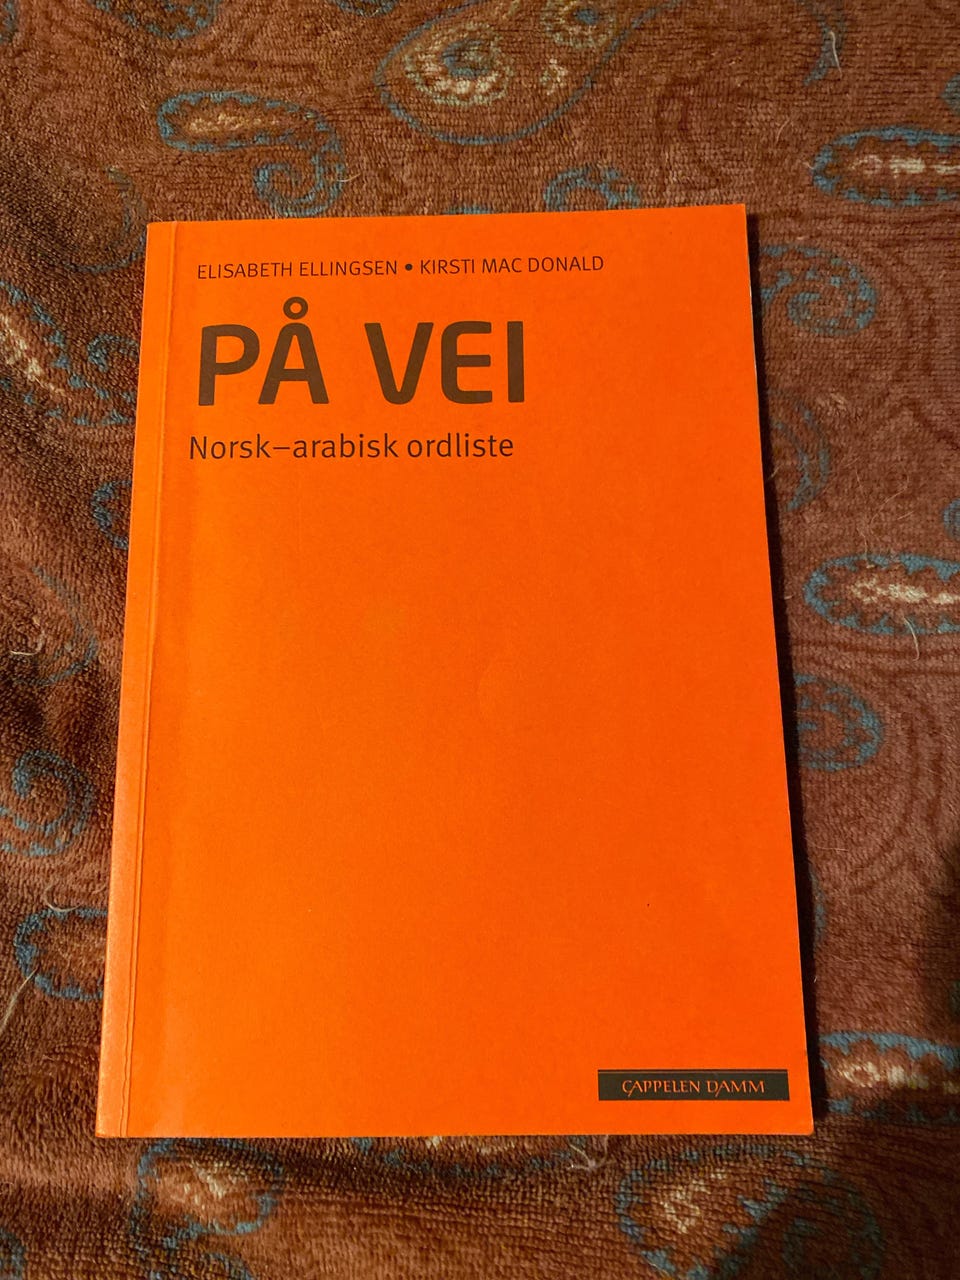 ELISABETH ELLINGSEN • KIRSTI MAC DONALD
PÅ VEI
Norsk–arabisk ordliste
CAPPELEN DAMM